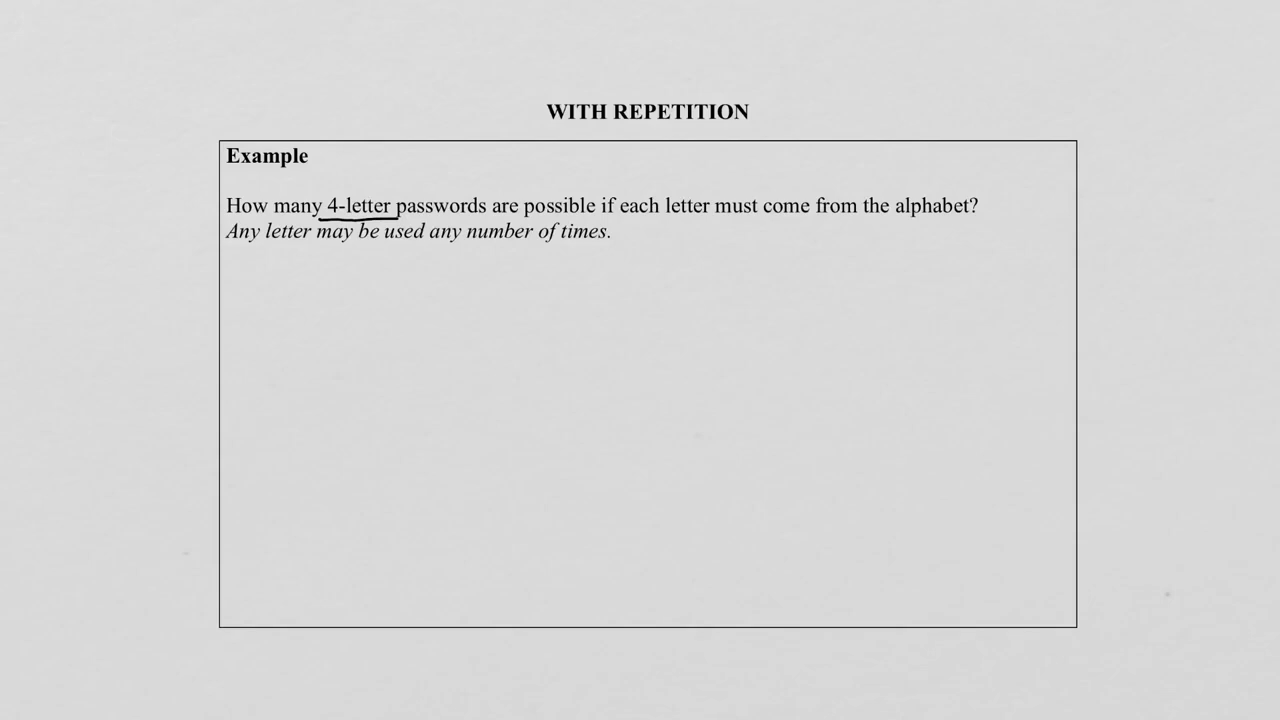 WITH REPETITION
Example
How many 4-letter passwords are possible if each letter must come from the alphabet?
Any letter may be used any number of times.